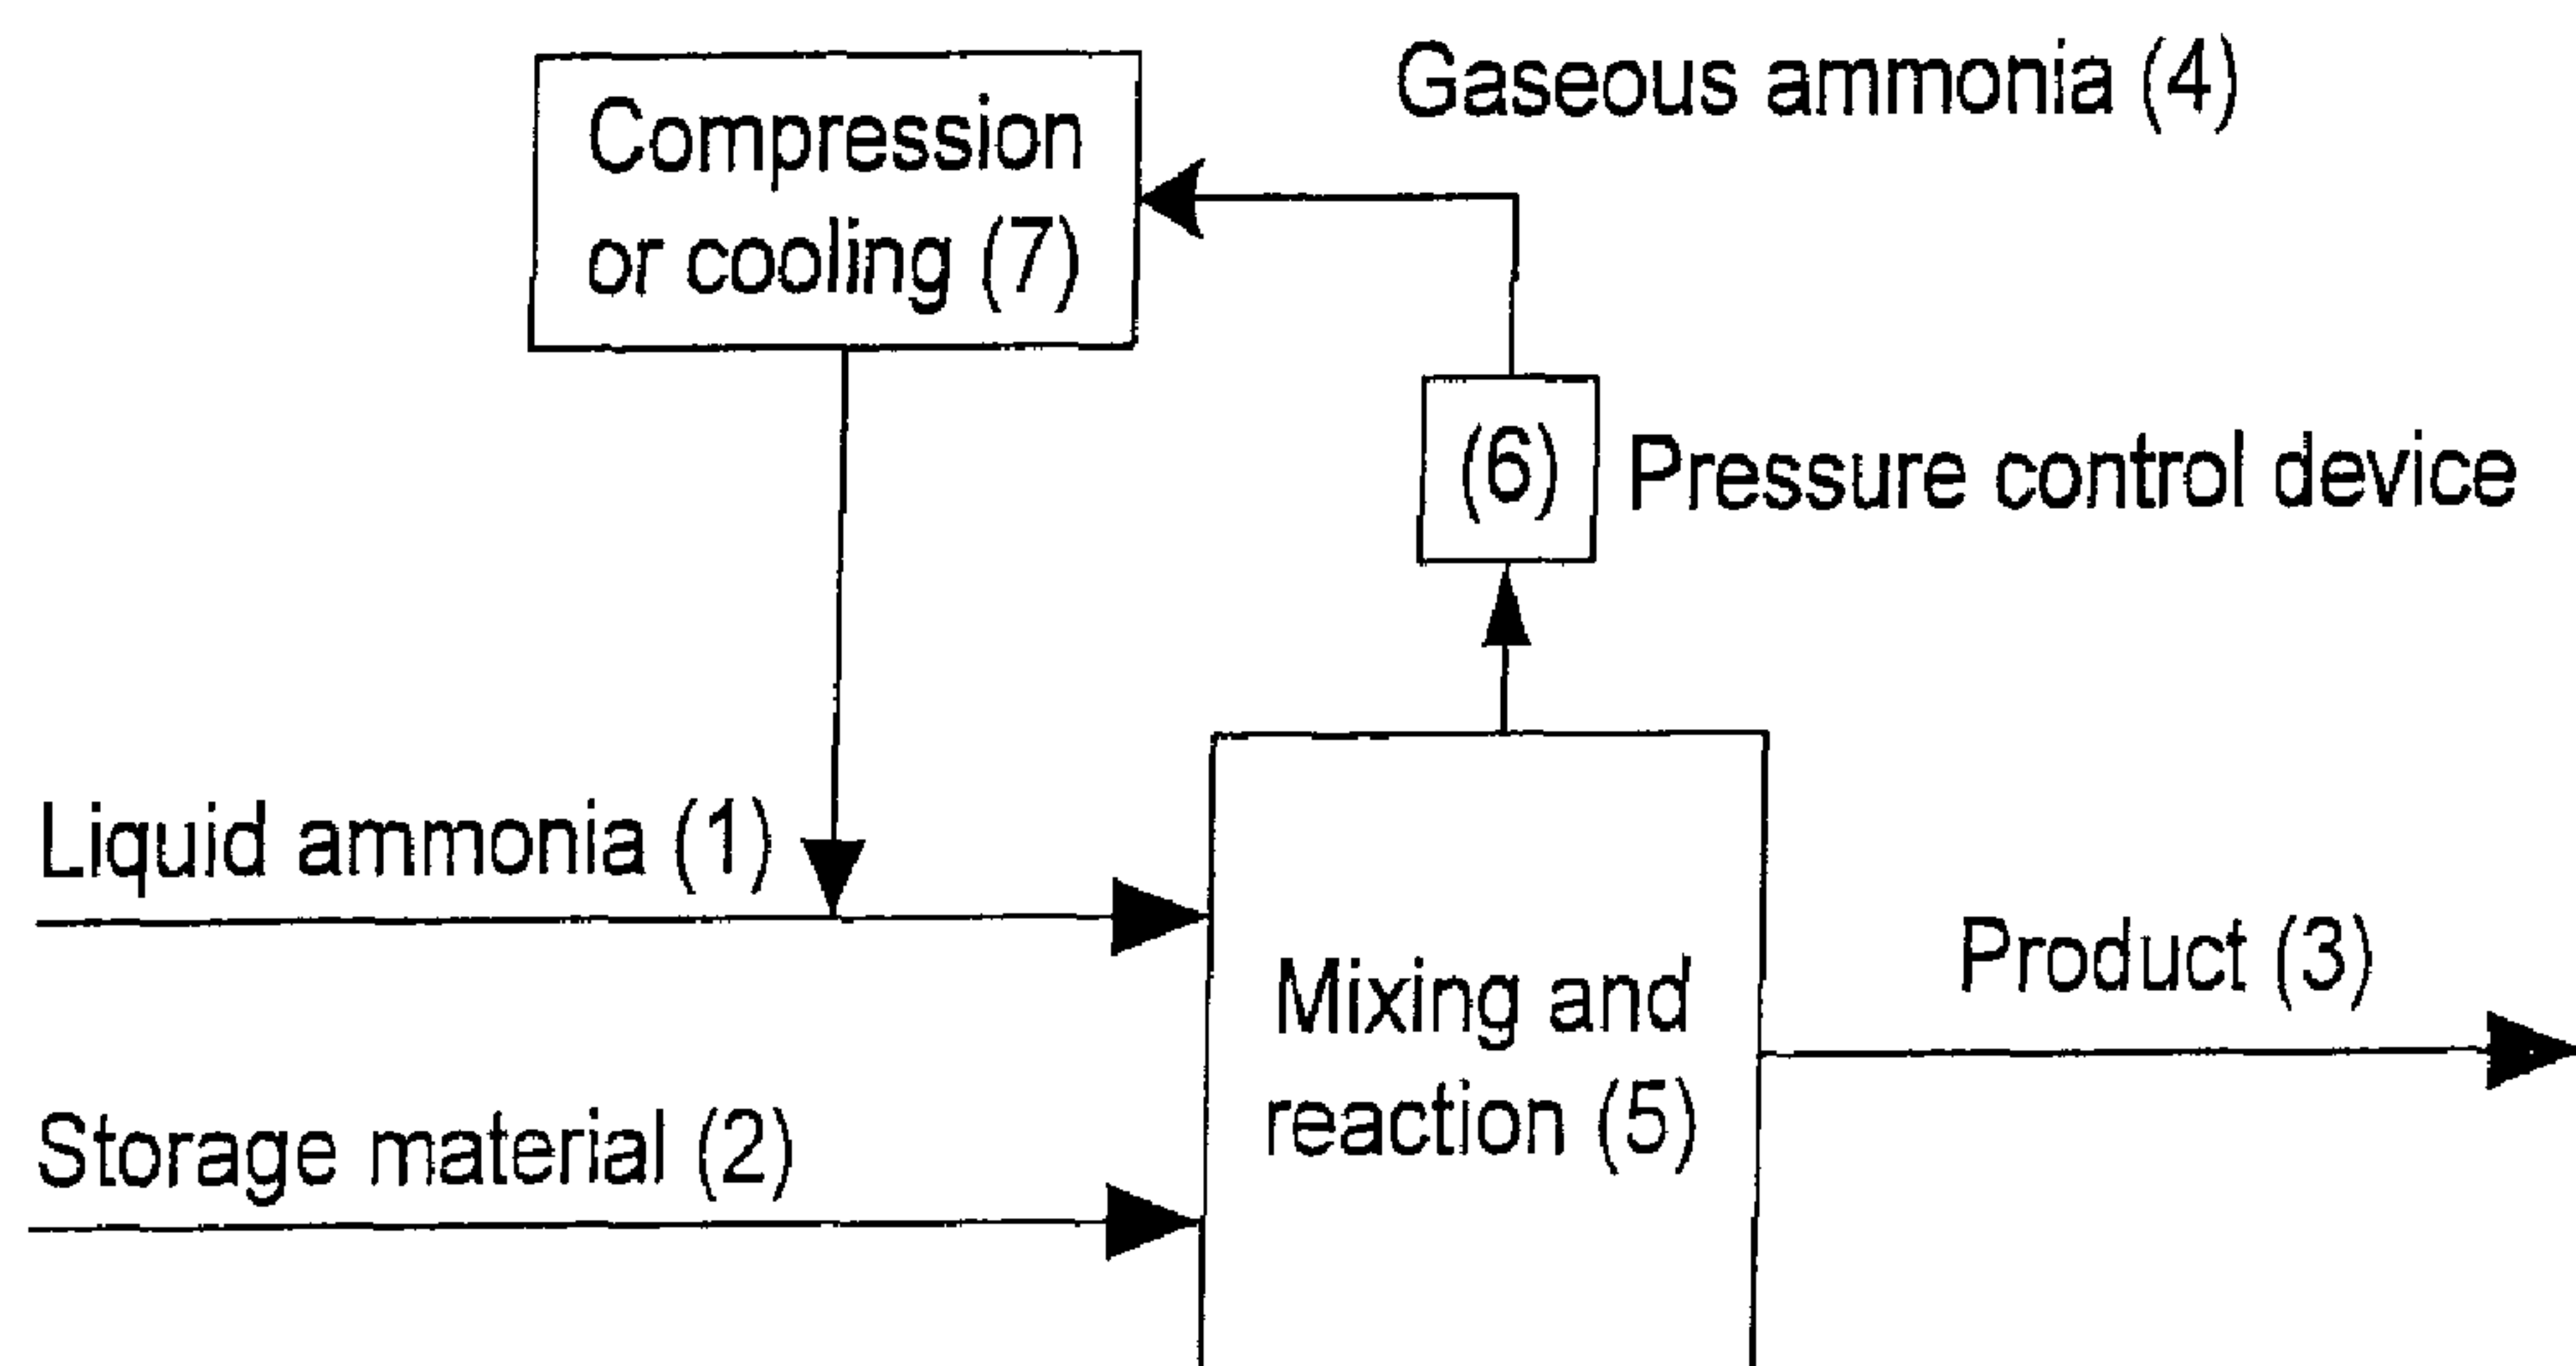 Gaseous ammonia (4)
Compression
or cooling (7)
(6)
Pressure control device
Liquid ammonia (1)
Product (3)
Mixing and
reaction (5)
Storage material (2)